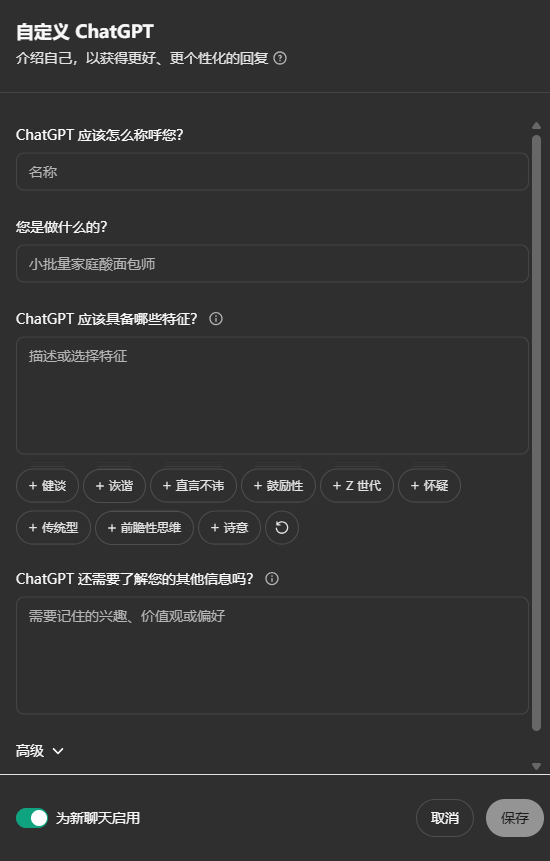 自定义 ChatGPT
介绍自己，以获得更好、更个性化的回复
ChatGPT 应该怎么称呼您？
名称
您是做什么的？
小批量家庭酸面包师
ChatGPT 应该具备哪些特征？
描述或选择特征
+ 健谈 + 诙谐 + 直言不讳 + 鼓励性 + Z 世代 + 怀疑
+ 传统型 + 前瞻性思维 + 诗意
ChatGPT 还需要了解您的其他信息吗？
需要记住的兴趣、价值观或偏好
高级
为新聊天启用 取消 保存